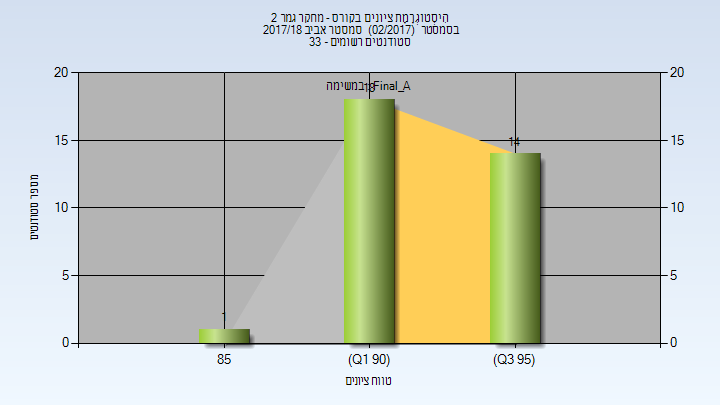 היסטוגרמת ציונים בקורס - מחקר גמר 2
בסמסטר (02/2017) סמסטר אביב 2017/18
סטודנטים רשומים - 33
במשימה: Final_A
20
15
10
5
0
מספר סטודנטים
1
18
14
20
15
10
5
0
85
(Q1 90)
(Q3 95)
טווח ציונים